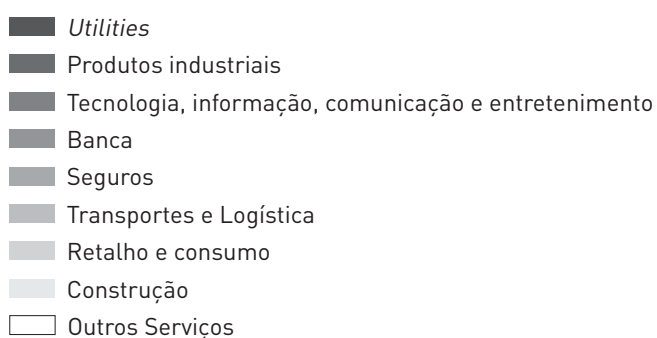 Utilities
Produtos industriais
Tecnologia, informação, comunicação e entretenimento
Banca
Seguros
Transportes e Logística
Retalho e consumo
Construção
Outros Serviços